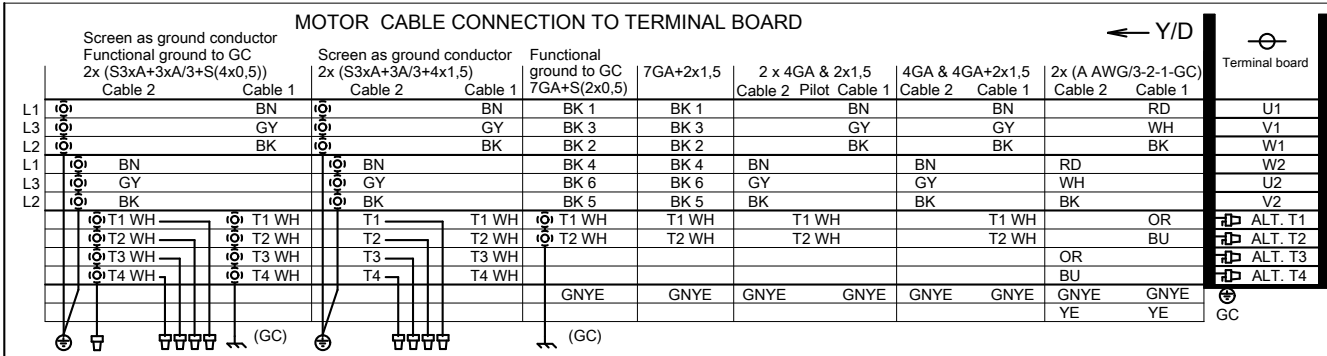 MOTOR CABLE CONNECTION TO TERMINAL BOARD
← Y/D
Screen as ground conductor
Functional ground to GC
2x (S3xA+3xA/3+S(4x0,5))
Cable 2 Cable 1
Screen as ground conductor
2x (S3xA+3A/3+4x1,5)
Cable 2 Cable 1
Functional
ground to GC
7GA+S(2x0,5)
7GA+2x1,5
2 x 4GA & 2x1,5
Cable 2 Pilot Cable 1
4GA & 4GA+2x1,5
Cable 2 Cable 1
2x (A AWG/3-2-1-GC)
Cable 2 Cable 1
Terminal board
L1 BN BN BK 1 BK 1 BN BN RD U1
L3 GY GY BK 3 BK 3 GY GY WH V1
L2 BK BK BK 2 BK 2 BK BK BK W1
L1 BN BN BK 4 BK 4 BN BN RD W2
L3 GY GY BK 6 BK 6 GY GY WH U2
L2 BK BK BK 5 BK 5 BK BK BK V2
T1 WH T1 WH T1 T1 WH T1 WH T1 WH T1 WH T1 WH OR ALT. T1
T2 WH T2 WH T2 T2 WH T2 WH T2 WH T2 WH T2 WH BU ALT. T2
T3 WH T3 WH T3 T3 WH OR ALT. T3
T4 WH T4 WH T4 T4 WH BU ALT. T4
GNYE GNYE GNYE GNYE GNYE GNYE GNYE GNYE
YE YE GC
(GC) (GC)